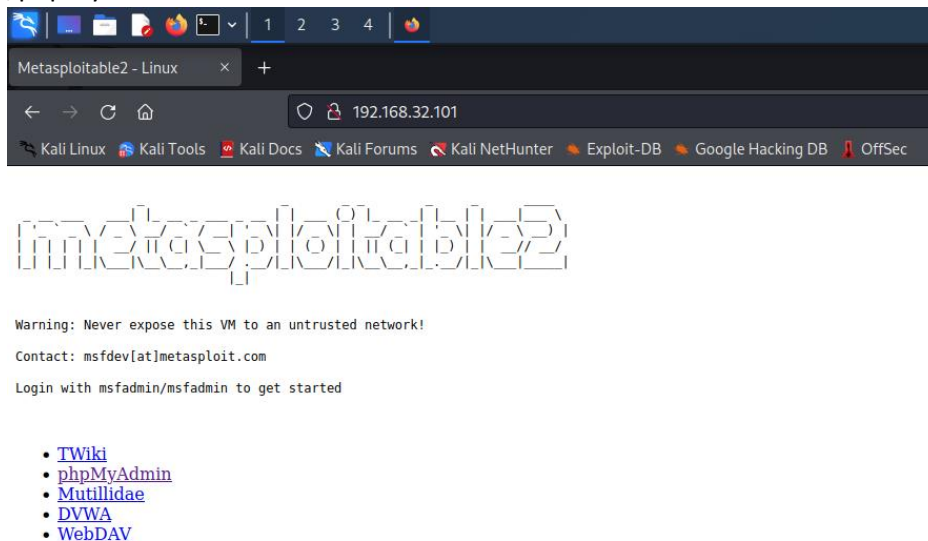 1 2 3 4
Metasploitable2 - Linux × +
192.168.32.101
Kali Linux Kali Tools Kali Docs Kali Forums Kali NetHunter Exploit-DB Google Hacking DB OffSec
metasploitable2
Warning: Never expose this VM to an untrusted network!
Contact: msfdev[at]metasploit.com
Login with msfadmin/msfadmin to get started
• TWiki
• phpMyAdmin
• Mutillidae
• DVWA
• WebDAV